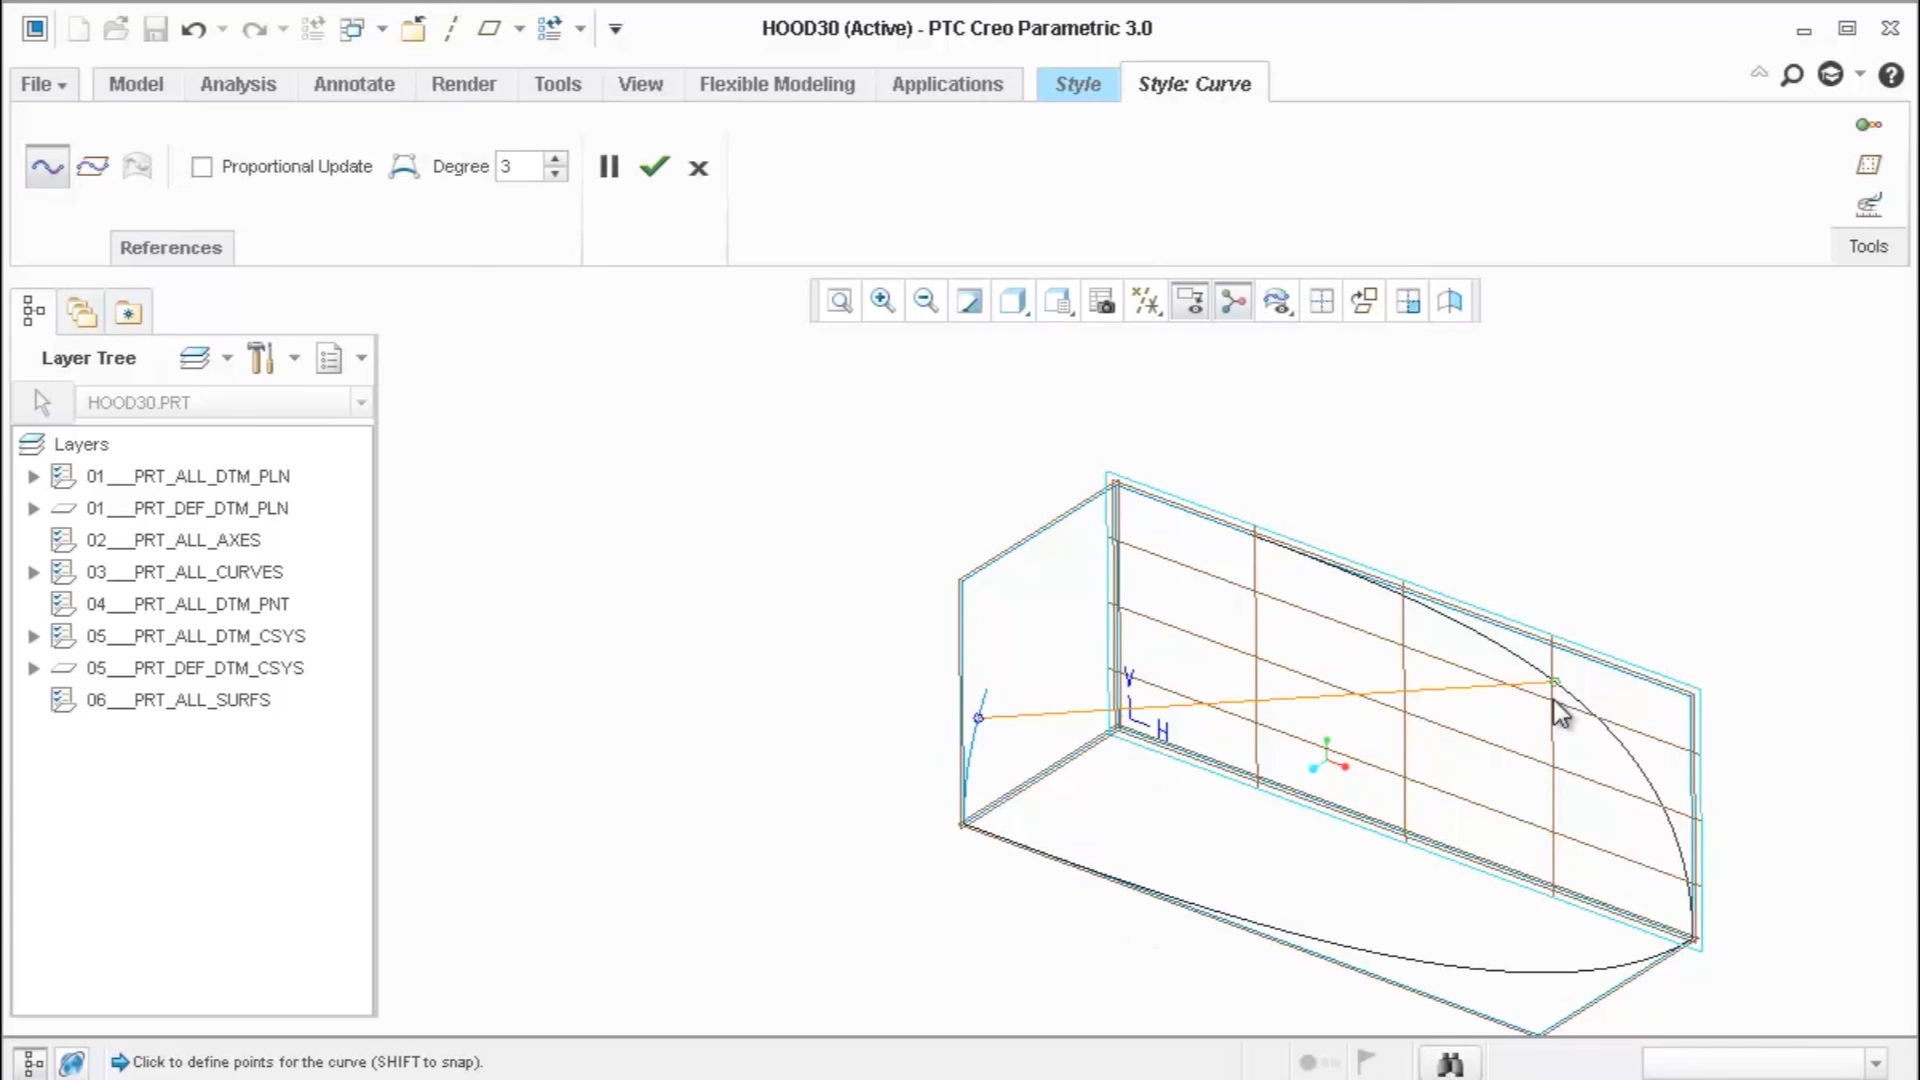 HOOD30 (Active) - PTC Creo Parametric 3.0
File Model Analysis Annotate Render Tools View Flexible Modeling Applications Style Style: Curve
Proportional Update Degree 3
References Tools
Layer Tree
HOOD30.PRT
Layers
01___PRT_ALL_DTM_PLN
01___PRT_DEF_DTM_PLN
02___PRT_ALL_AXES
03___PRT_ALL_CURVES
04___PRT_ALL_DTM_PNT
05___PRT_ALL_DTM_CSYS
05___PRT_DEF_DTM_CSYS
06___PRT_ALL_SURFS
V
H
Click to define points for the curve (SHIFT to snap).